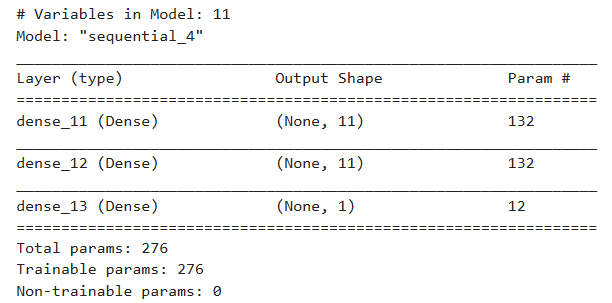 # Variables in Model: 11
Model: "sequential_4"
_________________________________________________________________
Layer (type)                 Output Shape              Param #
=================================================================
dense_11 (Dense)             (None, 11)                132
_________________________________________________________________
dense_12 (Dense)             (None, 11)                132
_________________________________________________________________
dense_13 (Dense)             (None, 1)                 12
=================================================================
Total params: 276
Trainable params: 276
Non-trainable params: 0